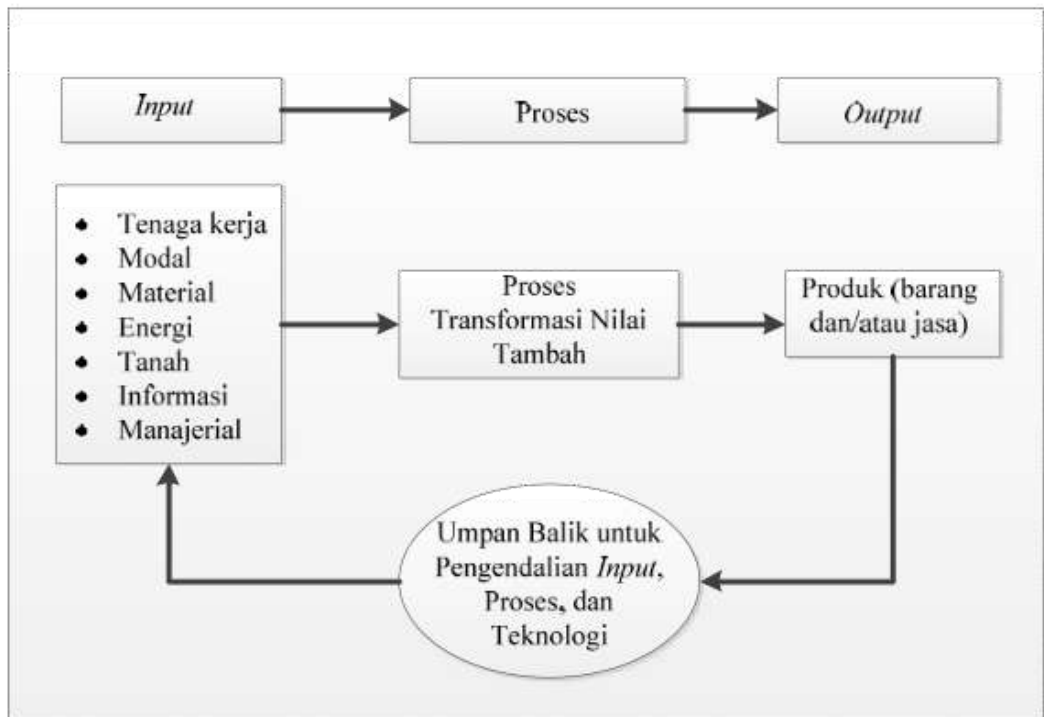 Input
Proses
Output
• Tenaga kerja
• Modal
• Material
• Energi
• Tanah
• Informasi
• Manajerial
Proses
Transformasi Nilai
Tambah
Produk (barang
dan/atau jasa)
Umpan Balik untuk
Pengendalian Input,
Proses, dan
Teknologi